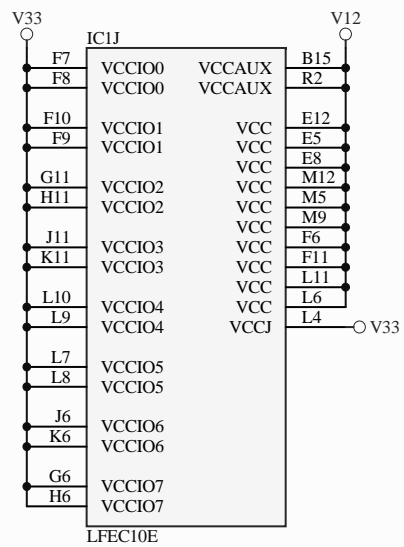 V33 V12
IC1J
F7 VCCIO0 VCCAUX B15
F8 VCCIO0 VCCAUX R2
F10 VCCIO1 VCC E12
F9 VCCIO1 VCC E5
VCC E8
G11 VCCIO2 VCC M12
H11 VCCIO2 VCC M5
VCC M9
J11 VCCIO3 VCC F6
K11 VCCIO3 VCC F11
VCC L11
L10 VCCIO4 VCC L6
L9 VCCIO4 VCCJ L4 V33
L7 VCCIO5
L8 VCCIO5
J6 VCCIO6
K6 VCCIO6
G6 VCCIO7
H6 VCCIO7
LFEC10E